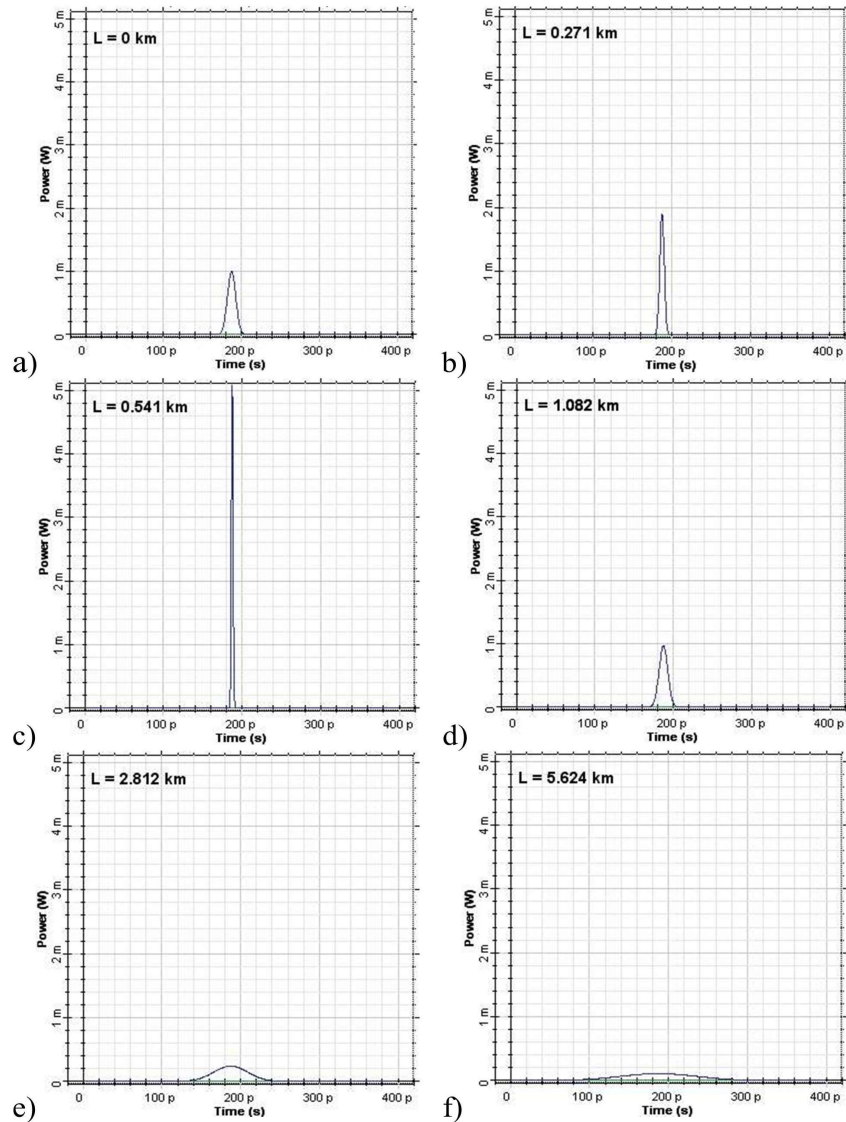 L = 0 km
Power (W)
5 m
4 m
3 m
2 m
1 m
0
0 100 p 200 p 300 p 400 p
Time (s)
a)
L = 0.271 km
Power (W)
5 m
4 m
3 m
2 m
1 m
0
0 100 p 200 p 300 p 400 p
Time (s)
b)
L = 0.541 km
Power (W)
5 m
4 m
3 m
2 m
1 m
0
0 100 p 200 p 300 p 400 p
Time (s)
c)
L = 1.082 km
Power (W)
5 m
4 m
3 m
2 m
1 m
0
0 100 p 200 p 300 p 400 p
Time (s)
d)
L = 2.812 km
Power (W)
5 m
4 m
3 m
2 m
1 m
0
0 100 p 200 p 300 p 400 p
Time (s)
e)
L = 5.624 km
Power (W)
5 m
4 m
3 m
2 m
1 m
0
0 100 p 200 p 300 p 400 p
Time (s)
f)